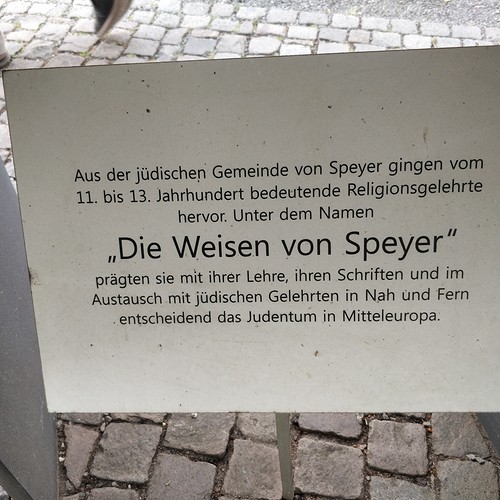 Aus der jüdischen Gemeinde von Speyer gingen vom
11. bis 13. Jahrhundert bedeutende Religionsgelehrte
hervor. Unter dem Namen
„Die Weisen von Speyer“
prägten sie mit ihrer Lehre, ihren Schriften und im
Austausch mit jüdischen Gelehrten in Nah und Fern
entscheidend das Judentum in Mitteleuropa.